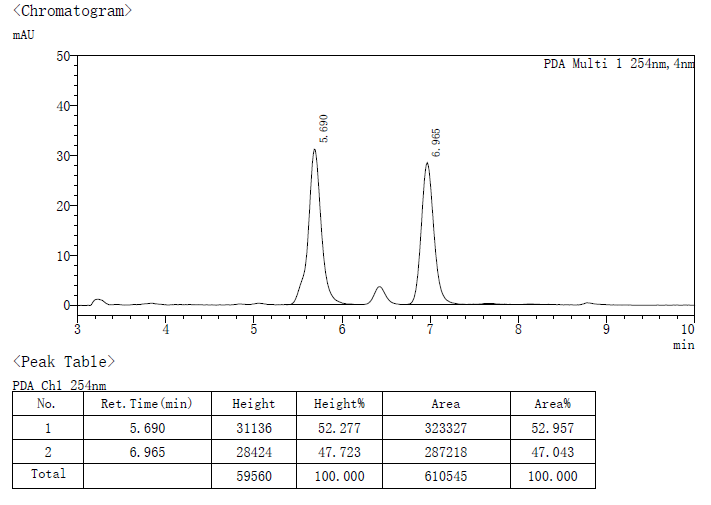 <Chromatogram>
mAU
PDA Multi 1 254nm,4nm
50
40
30
20
10
0
5.690
6.965
3 4 5 6 7 8 9 10
min
<Peak Table>
PDA Ch1 254nm
No. Ret.Time(min) Height Height% Area Area%
1 5.690 31136 52.277 323327 52.957
2 6.965 28424 47.723 287218 47.043
Total 59560 100.000 610545 100.000